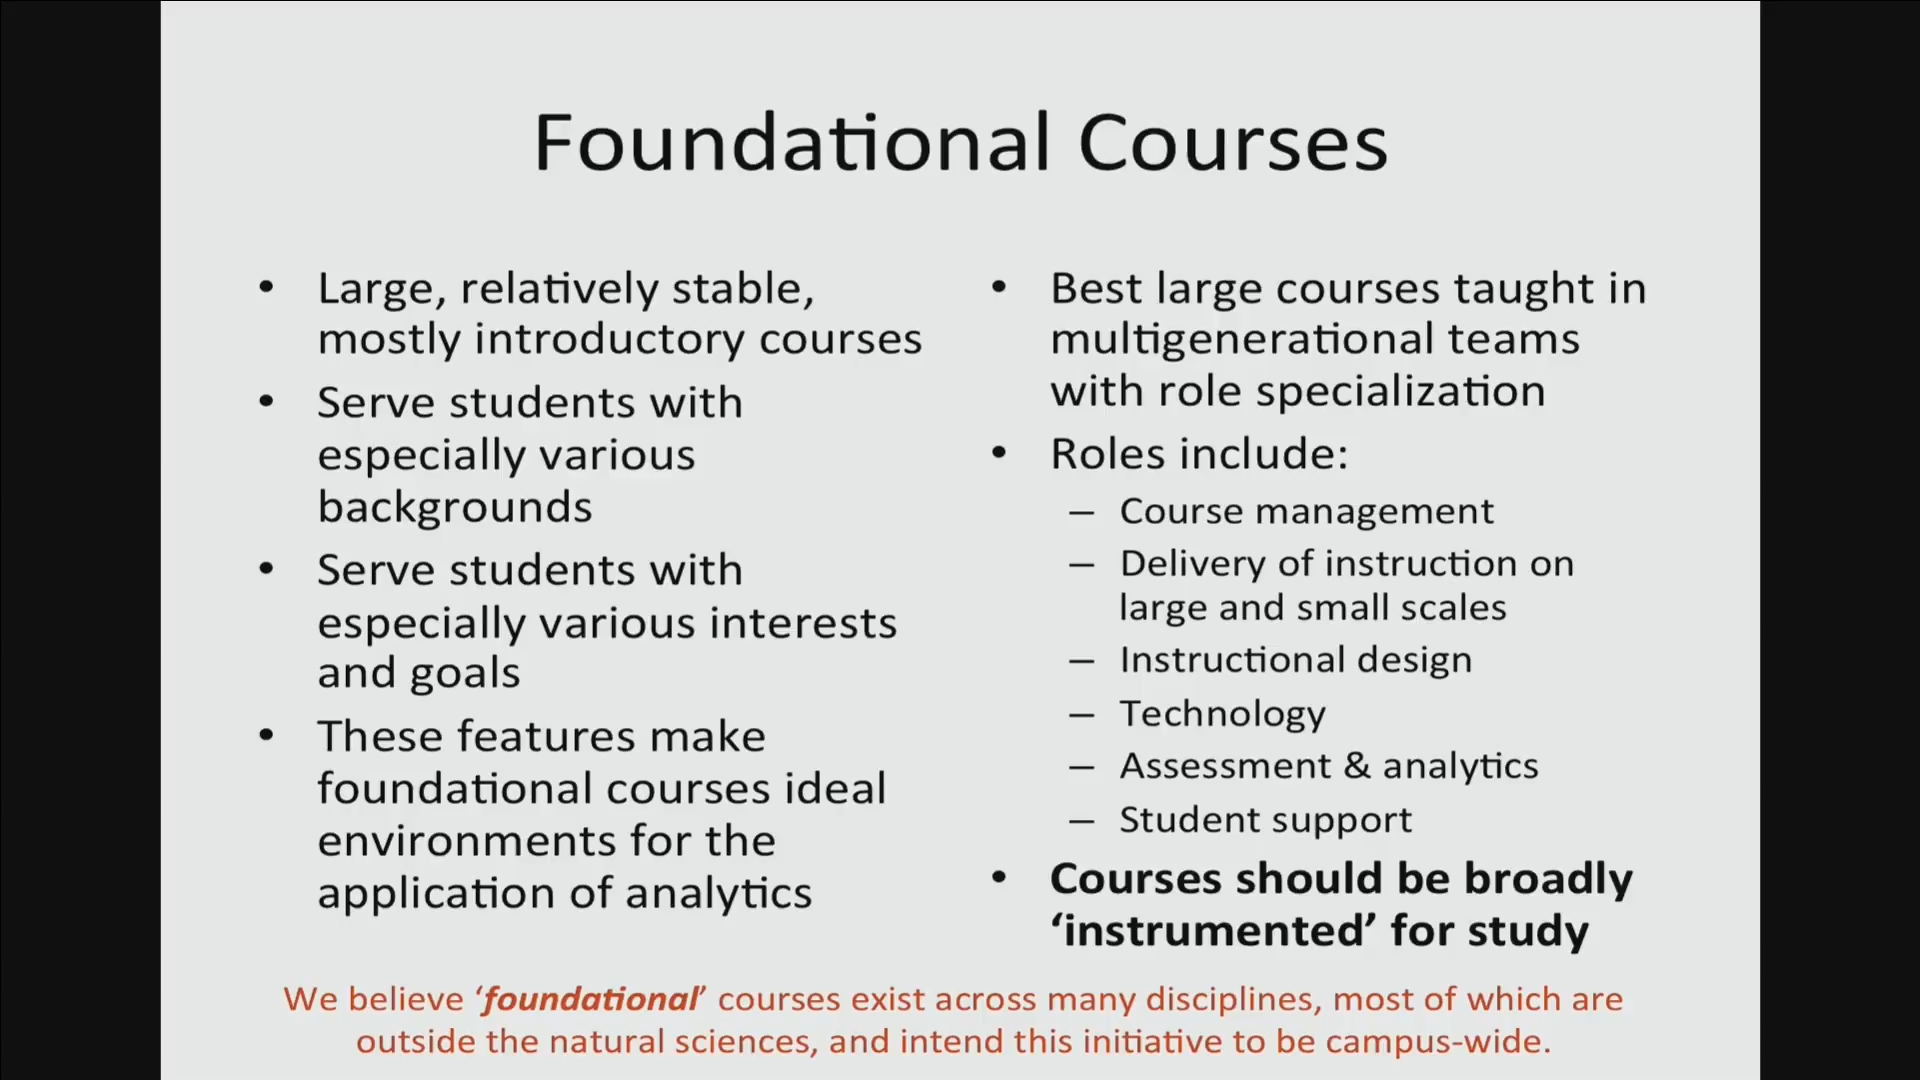 Foundational Courses
• Large, relatively stable,
mostly introductory courses
• Serve students with
especially various
backgrounds
• Serve students with
especially various interests
and goals
• These features make
foundational courses ideal
environments for the
application of analytics
• Best large courses taught in
multigenerational teams
with role specialization
• Roles include:
– Course management
– Delivery of instruction on
large and small scales
– Instructional design
– Technology
– Assessment & analytics
– Student support
• Courses should be broadly
‘instrumented’ for study
We believe ‘foundational’ courses exist across many disciplines, most of which are
outside the natural sciences, and intend this initiative to be campus-wide.